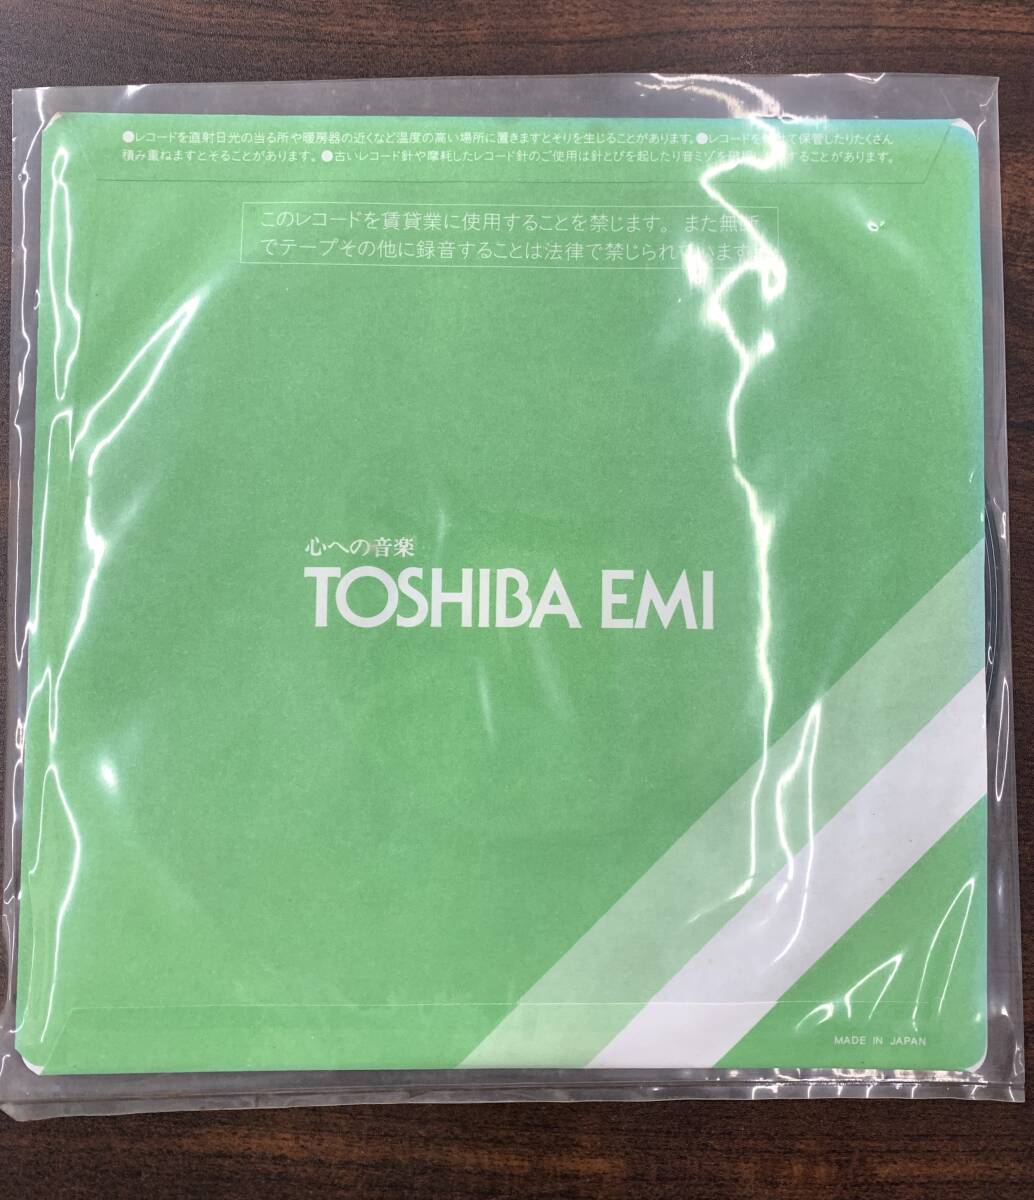 ●レコードを直射日光の当る所や暖房器の近くなど温度の高い場所に置きますとそりを生じることがあります。●レコードを て保管したりたくさん
積み重ねますとそることがあります。●古いレコード針や摩耗したレコード針のご使用は針とびを起したり音ミゾを することがあります。
このレコードを賃貸業に使用することを禁じます。また無断
でテープその他に録音することは法律で禁じられています。
心への音楽
TOSHIBA EMI
MADE IN JAPAN